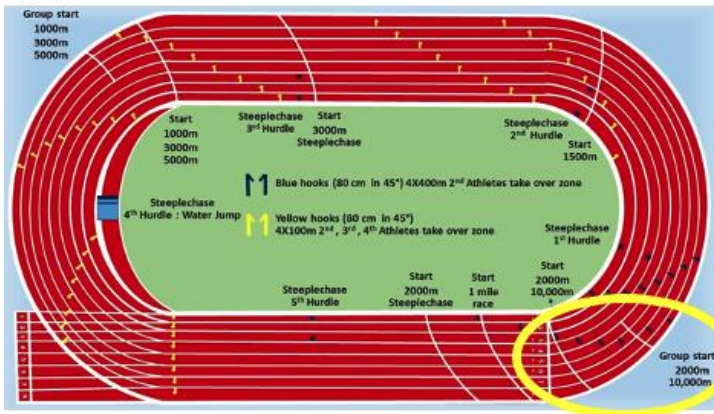 Group start
1000m
3000m
5000m
Start
1000m
3000m
5000m
Steeplechase
3rd Hurdle
Start
3000m
Steeplechase
Steeplechase
2nd Hurdle
Start
1500m
Blue hooks (80 cm in 45°) 4X400m 2nd Athletes take over zone
Steeplechase
4th Hurdle : Water Jump
Yellow hooks (80 cm in 45°)
4X100m 2nd , 3rd , 4th Athletes take over zone
Steeplechase
1st Hurdle
Steeplechase
5th Hurdle
Start
2000m
Steeplechase
Start
1 mile
race
Start
2000m
10,000m
Group start
2000m
10,000m